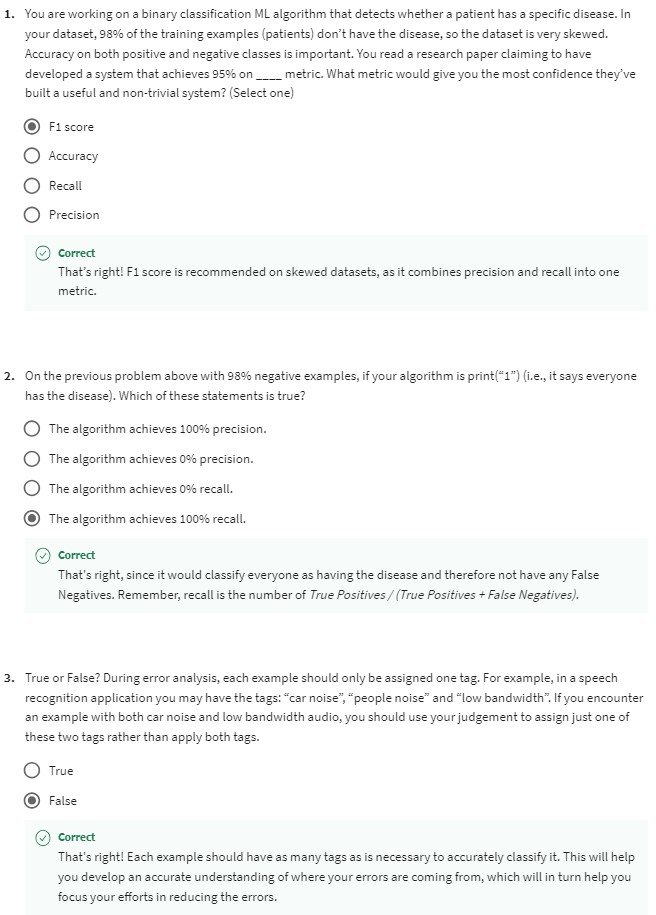 1. You are working on a binary classification ML algorithm that detects whether a patient has a specific disease. In
your dataset, 98% of the training examples (patients) don't have the disease, so the dataset is very skewed.
Accuracy on both positive and negative classes is important. You read a research paper claiming to have
developed a system that achieves 95% on ____ metric. What metric would give you the most confidence they've
built a useful and non-trivial system? (Select one)
F1 score
Accuracy
Recall
Precision
Correct
That's right! F1 score is recommended on skewed datasets, as it combines precision and recall into one
metric.
2. On the previous problem above with 98% negative examples, if your algorithm is print("1") (i.e., it says everyone
has the disease). Which of these statements is true?
The algorithm achieves 100% precision.
The algorithm achieves 0% precision.
The algorithm achieves 0% recall.
The algorithm achieves 100% recall.
Correct
That's right, since it would classify everyone as having the disease and therefore not have any False
Negatives. Remember, recall is the number of True Positives / (True Positives + False Negatives).
3. True or False? During error analysis, each example should only be assigned one tag. For example, in a speech
recognition application you may have the tags: "car noise", "people noise" and "low bandwidth". If you encounter
an example with both car noise and low bandwidth audio, you should use your judgement to assign just one of
these two tags rather than apply both tags.
True
False
Correct
That's right! Each example should have as many tags as is necessary to accurately classify it. This will help
you develop an accurate understanding of where your errors are coming from, which will in turn help you
focus your efforts in reducing the errors.